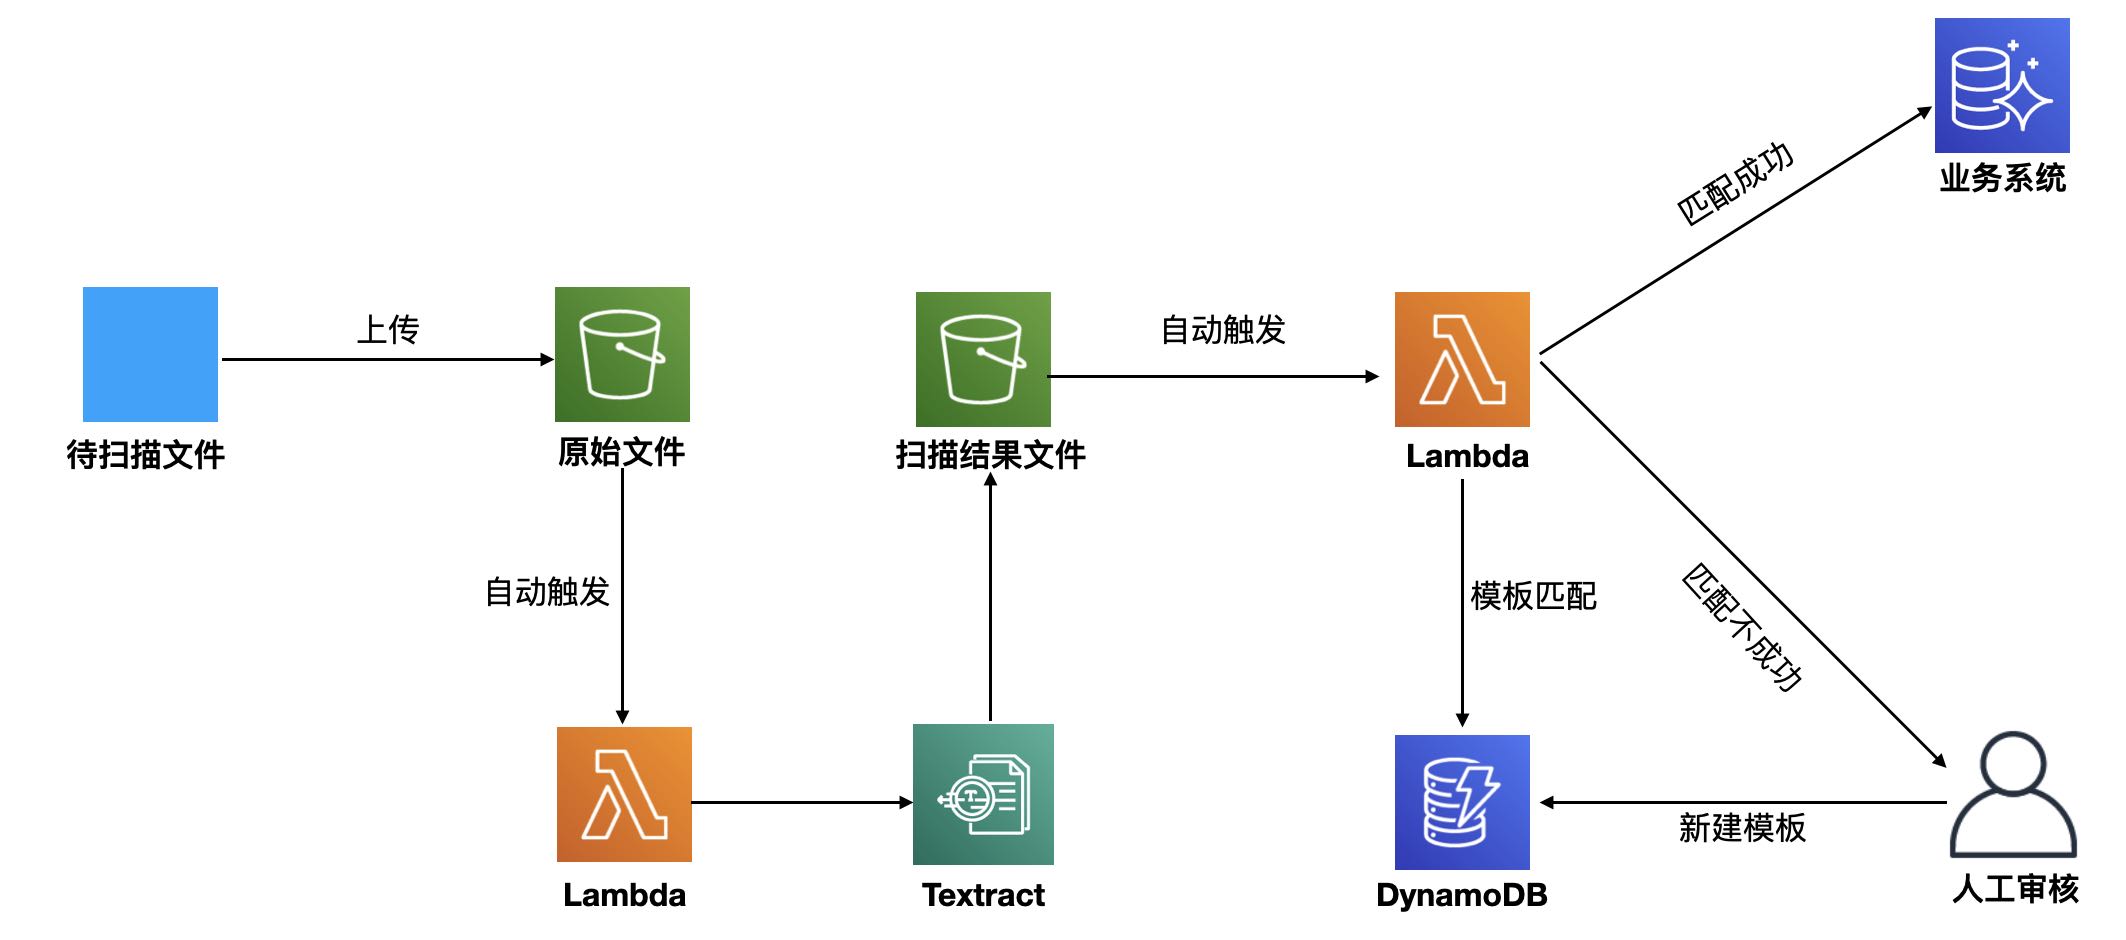 业务系统
匹配成功
上传
自动触发
待扫描文件
原始文件
扫描结果文件
Lambda
自动触发
模板匹配
匹配不成功
新建模板
Lambda
Textract
DynamoDB
人工审核